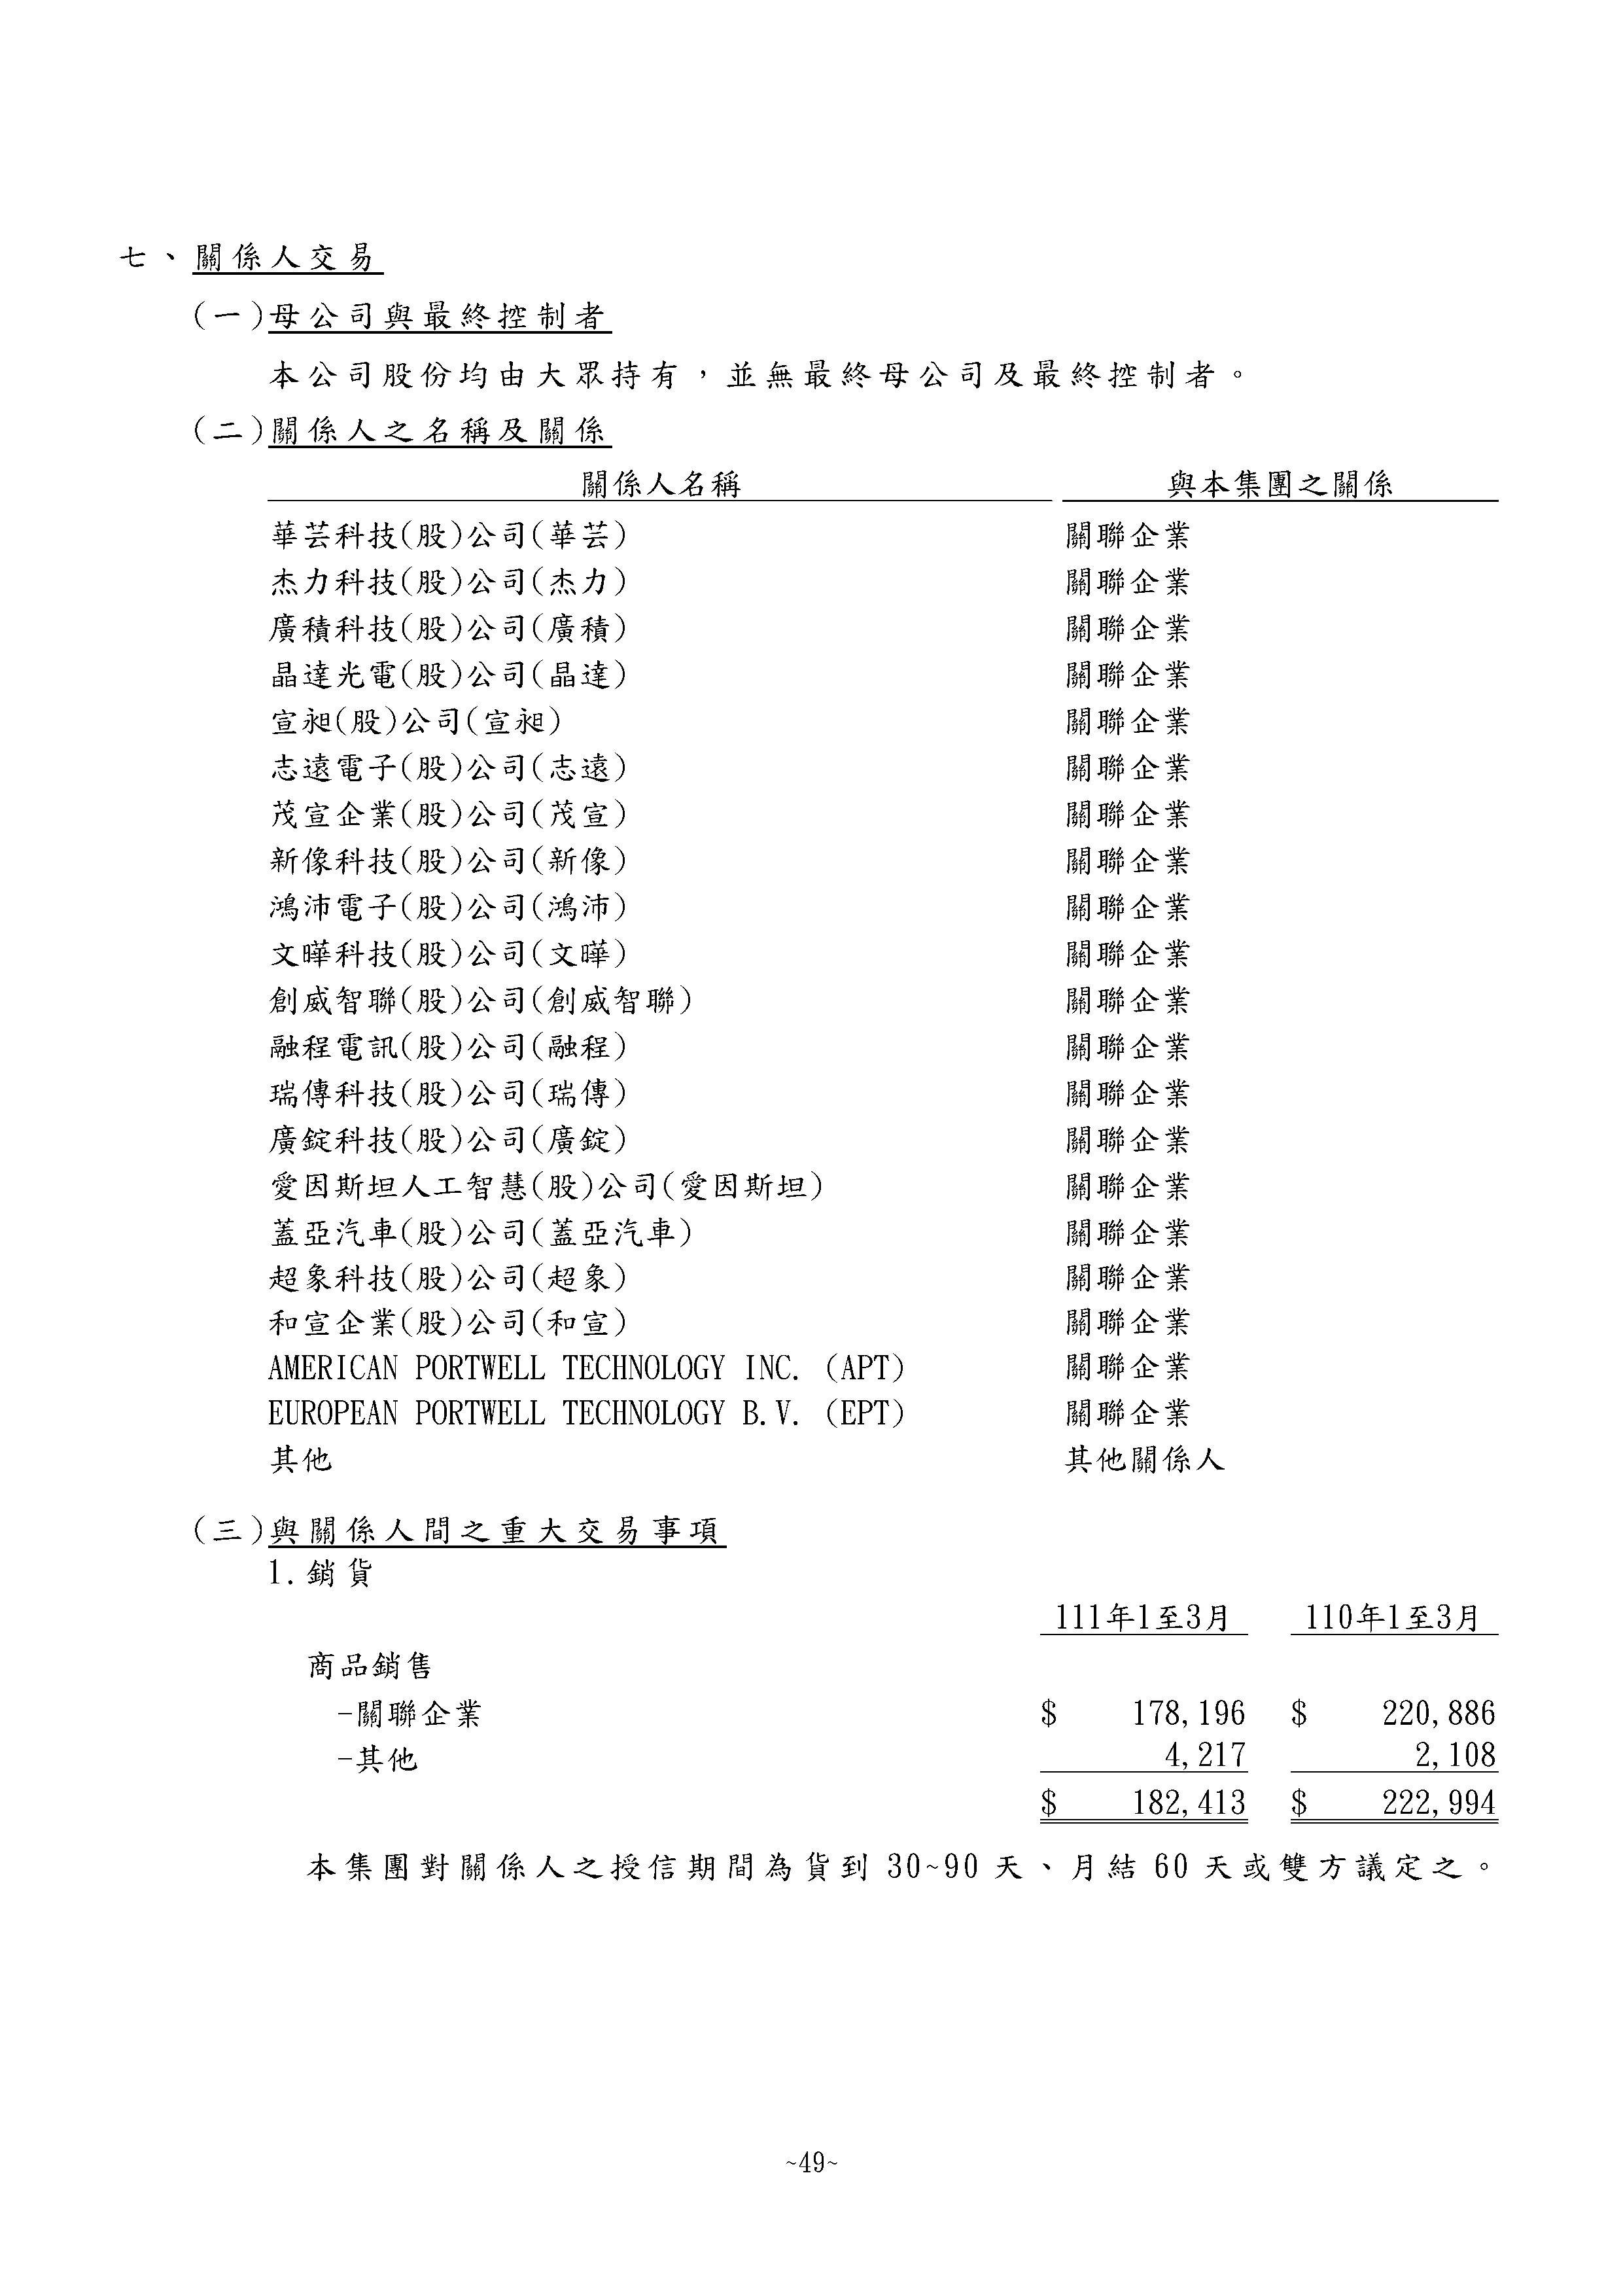 七、關係人交易
(一)母公司與最終控制者
本公司股份均由大眾持有，並無最終母公司及最終控制者。
(二)關係人之名稱及關係
關係人名稱 與本集團之關係
華芸科技(股)公司(華芸) 關聯企業
杰力科技(股)公司(杰力) 關聯企業
廣積科技(股)公司(廣積) 關聯企業
晶達光電(股)公司(晶達) 關聯企業
宣昶(股)公司(宣昶) 關聯企業
志遠電子(股)公司(志遠) 關聯企業
茂宣企業(股)公司(茂宣) 關聯企業
新像科技(股)公司(新像) 關聯企業
鴻沛電子(股)公司(鴻沛) 關聯企業
文曄科技(股)公司(文曄) 關聯企業
創威智聯(股)公司(創威智聯) 關聯企業
融程電訊(股)公司(融程) 關聯企業
瑞傳科技(股)公司(瑞傳) 關聯企業
廣錠科技(股)公司(廣錠) 關聯企業
愛因斯坦人工智慧(股)公司(愛因斯坦) 關聯企業
蓋亞汽車(股)公司(蓋亞汽車) 關聯企業
超象科技(股)公司(超象) 關聯企業
和宣企業(股)公司(和宣) 關聯企業
AMERICAN PORTWELL TECHNOLOGY INC. (APT) 關聯企業
EUROPEAN PORTWELL TECHNOLOGY B.V. (EPT) 關聯企業
其他 其他關係人
(三)與關係人間之重大交易事項
1.銷貨
111年1至3月 110年1至3月
商品銷售
-關聯企業 $ 178,196 $ 220,886
-其他 4,217 2,108
$ 182,413 $ 222,994
本集團對關係人之授信期間為貨到 30~90 天、月結 60 天或雙方議定之。
~49~